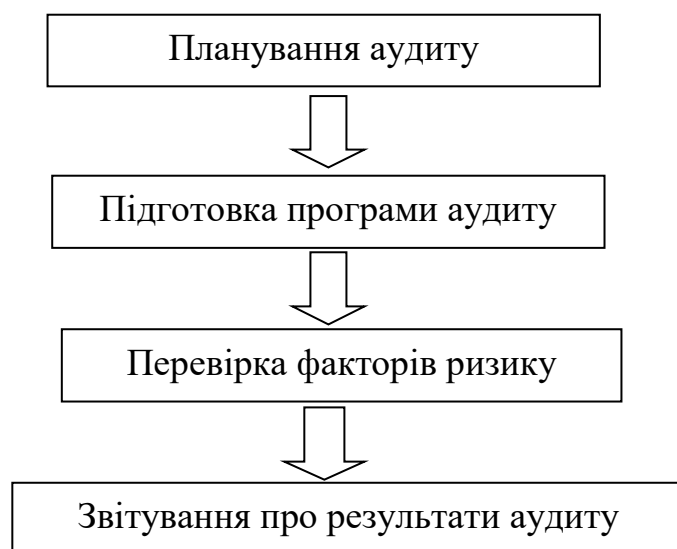 Планування аудиту
Підготовка програми аудиту
Перевірка факторів ризику
Звітування про результати аудиту